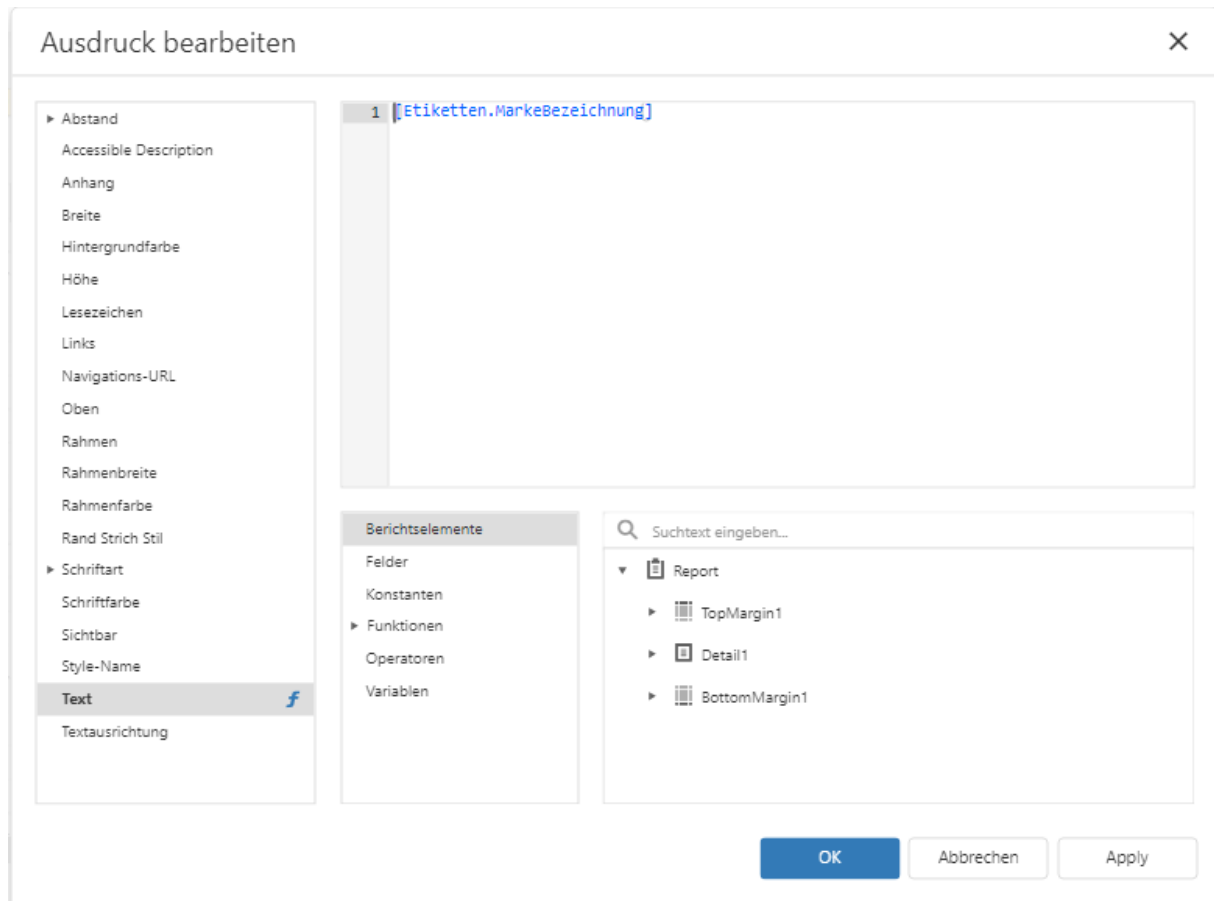 Ausdruck bearbeiten
Abstand
Accessible Description
Anhang
Breite
Hintergrundfarbe
Höhe
Lesezeichen
Links
Navigations-URL
Oben
Rahmen
Rahmenbreite
Rahmenfarbe
Rand Strich Stil
Schriftart
Schriftfarbe
Sichtbar
Style-Name
Text
Textausrichtung
1 [Etiketten.MarkeBezeichnung]
Berichtselemente
Felder
Konstanten
Funktionen
Operatoren
Variablen
Suchtext eingeben...
Report
TopMargin1
Detail1
BottomMargin1
OK Abbrechen Apply